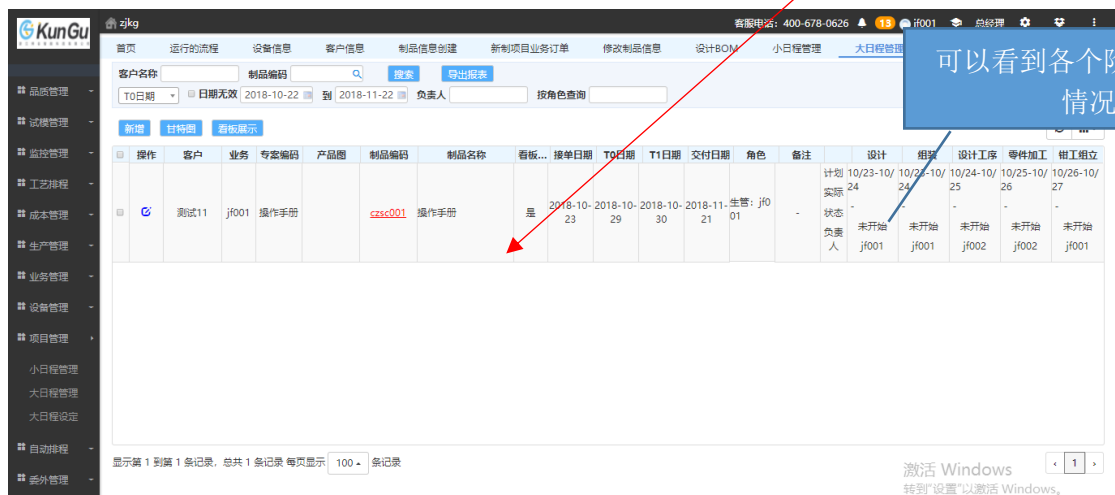 KunGu
zjkg
客服电话: 400-678-0626
13
jf001
总经理
首页 运行的流程 设备信息 客户信息 制品信息创建 新制项目业务订单 修改制品信息 设计BOM 小日程管理 大日程管理
可以看到各个
情况
客户名称 制品编码 搜索 导出报表
T0日期 日期无效 2018-10-22 到 2018-11-22 负责人 按角色查询
新增 甘特图 看板展示
操作 客户 业务 专案编码 产品图 制品编码 制品名称 看板... 接单日期 T0日期 T1日期 交付日期 角色 备注 设计 组装 设计工序 零件加工 钳工组立
测试11 jf001 操作手册 czsc001 操作手册 是 2018-10-23 2018-10-29 2018-10-30 2018-11-21 生管: jf001 -
计划 10/23-10/24 10/23-10/24 10/24-10/25 10/25-10/26 10/26-10/27
实际 - - - - -
状态 未开始 未开始 未开始 未开始 未开始
负责人 jf001 jf001 jf002 jf002 jf001
品质管理
试模管理
监控管理
工艺排程
成本管理
生产管理
业务管理
设备管理
项目管理
小日程管理
大日程管理
大日程设定
自动排程
委外管理
显示第 1 到第 1 条记录, 总共 1 条记录 每页显示 100 条记录
1
激活 Windows
转到"设置"以激活 Windows。